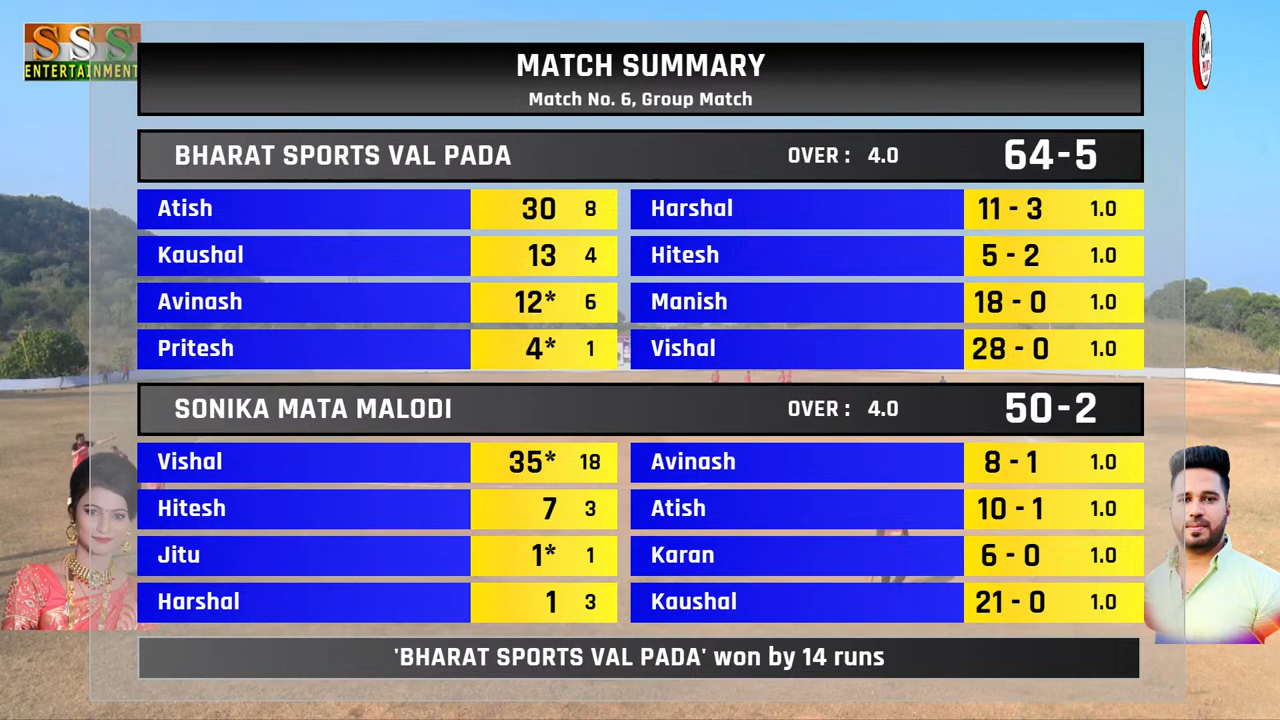 SSS
ENTERTAINMENT
MATCH SUMMARY
Match No. 6, Group Match
BHARAT SPORTS VAL PADA OVER : 4.0 64-5
Atish 30 8 Harshal 11 - 3 1.0
Kaushal 13 4 Hitesh 5 - 2 1.0
Avinash 12* 6 Manish 18 - 0 1.0
Pritesh 4* 1 Vishal 28 - 0 1.0
SONIKA MATA MALODI OVER : 4.0 50-2
Vishal 35* 18 Avinash 8 - 1 1.0
Hitesh 7 3 Atish 10 - 1 1.0
Jitu 1* 1 Karan 6 - 0 1.0
Harshal 1 3 Kaushal 21 - 0 1.0
'BHARAT SPORTS VAL PADA' won by 14 runs